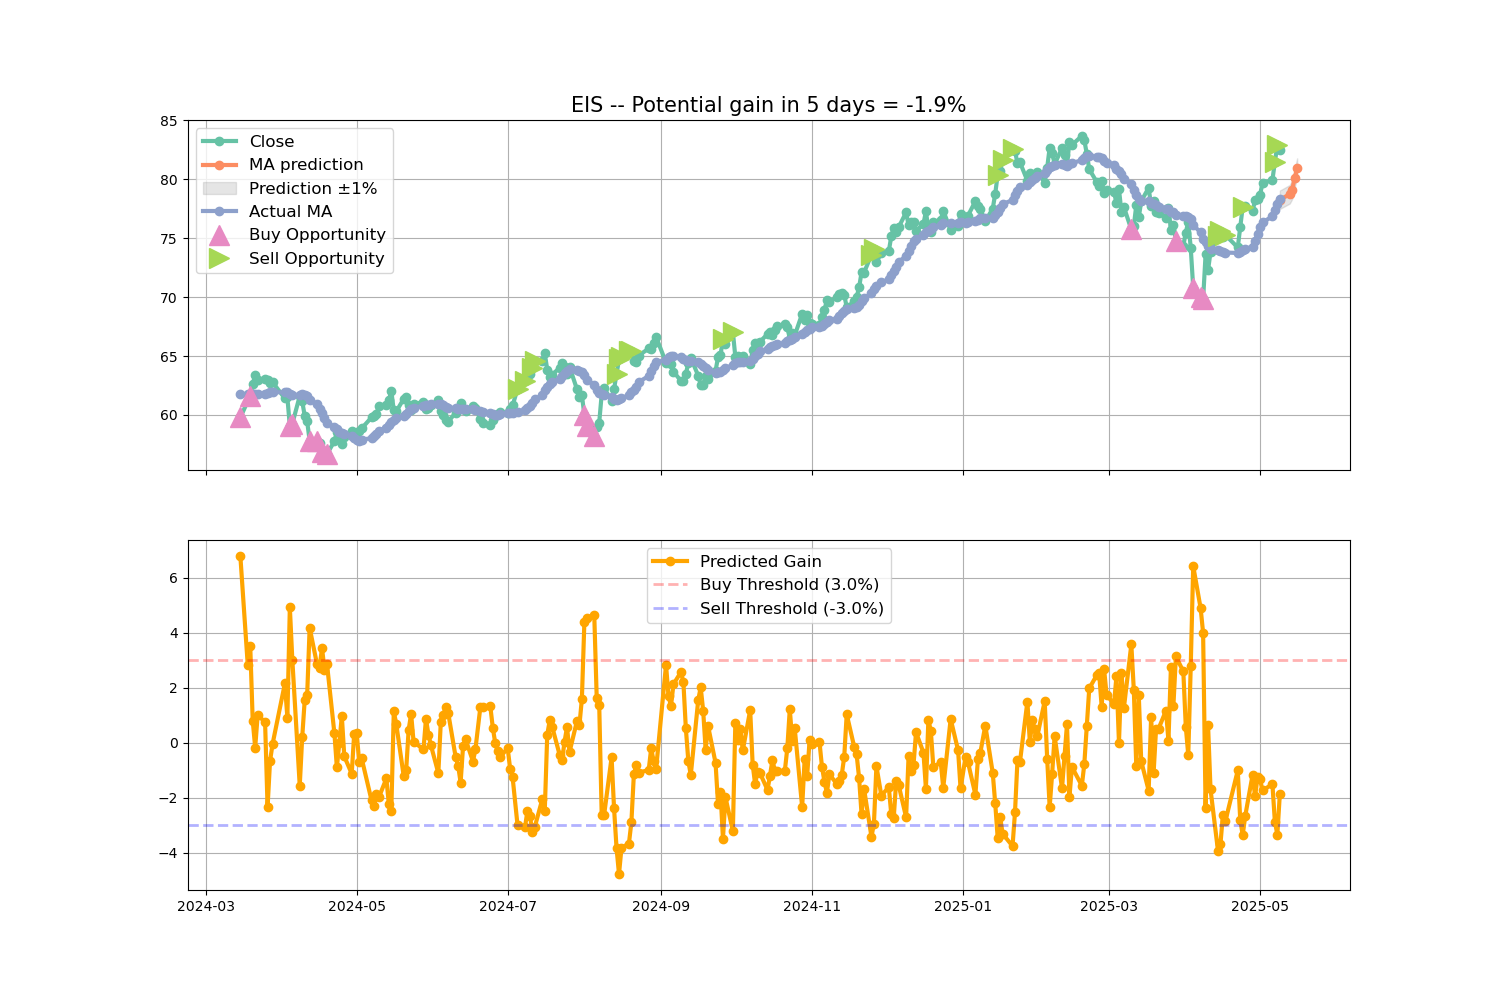 EIS -- Potential gain in 5 days = -1.9%
85
80
75
70
65
60
Close
MA prediction
Prediction ±1%
Actual MA
Buy Opportunity
Sell Opportunity
6
4
2
0
−2
−4
Predicted Gain
Buy Threshold (3.0%)
Sell Threshold (-3.0%)
2024-03 2024-05 2024-07 2024-09 2024-11 2025-01 2025-03 2025-05